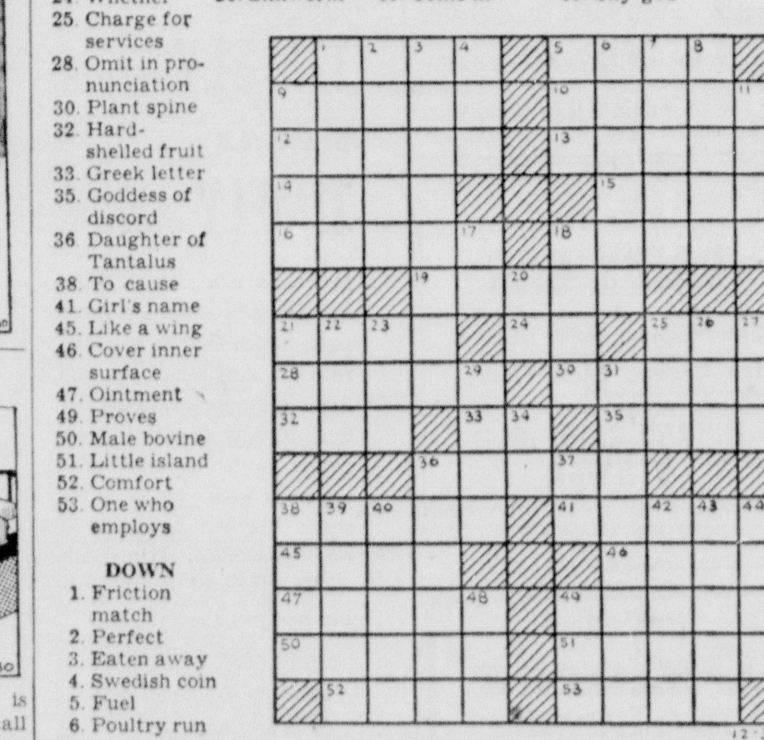 25. Charge for
services
28. Omit in pro-
nunciation
30. Plant spine
32. Hard-
shelled fruit
33. Greek letter
35. Goddess of
discord
36. Daughter of
Tantalus
38. To cause
41. Girl's name
45. Like a wing
46. Cover inner
surface
47. Ointment
49. Proves
50. Male bovine
51. Little island
52. Comfort
53. One who
employs
DOWN
1. Friction
match
2. Perfect
3. Eaten away
4. Swedish coin
5. Fuel
6. Poultry run
1 2 3 4 5 6 7 8
9 10 11
12 13
14 15
16 17 18
19 20
21 22 23 24 25 26 27
28 29 30 31
32 33 34 35
36 37
38 39 40 41 42 43 44
45 46
47 48 49
50 51
52 53
is
all